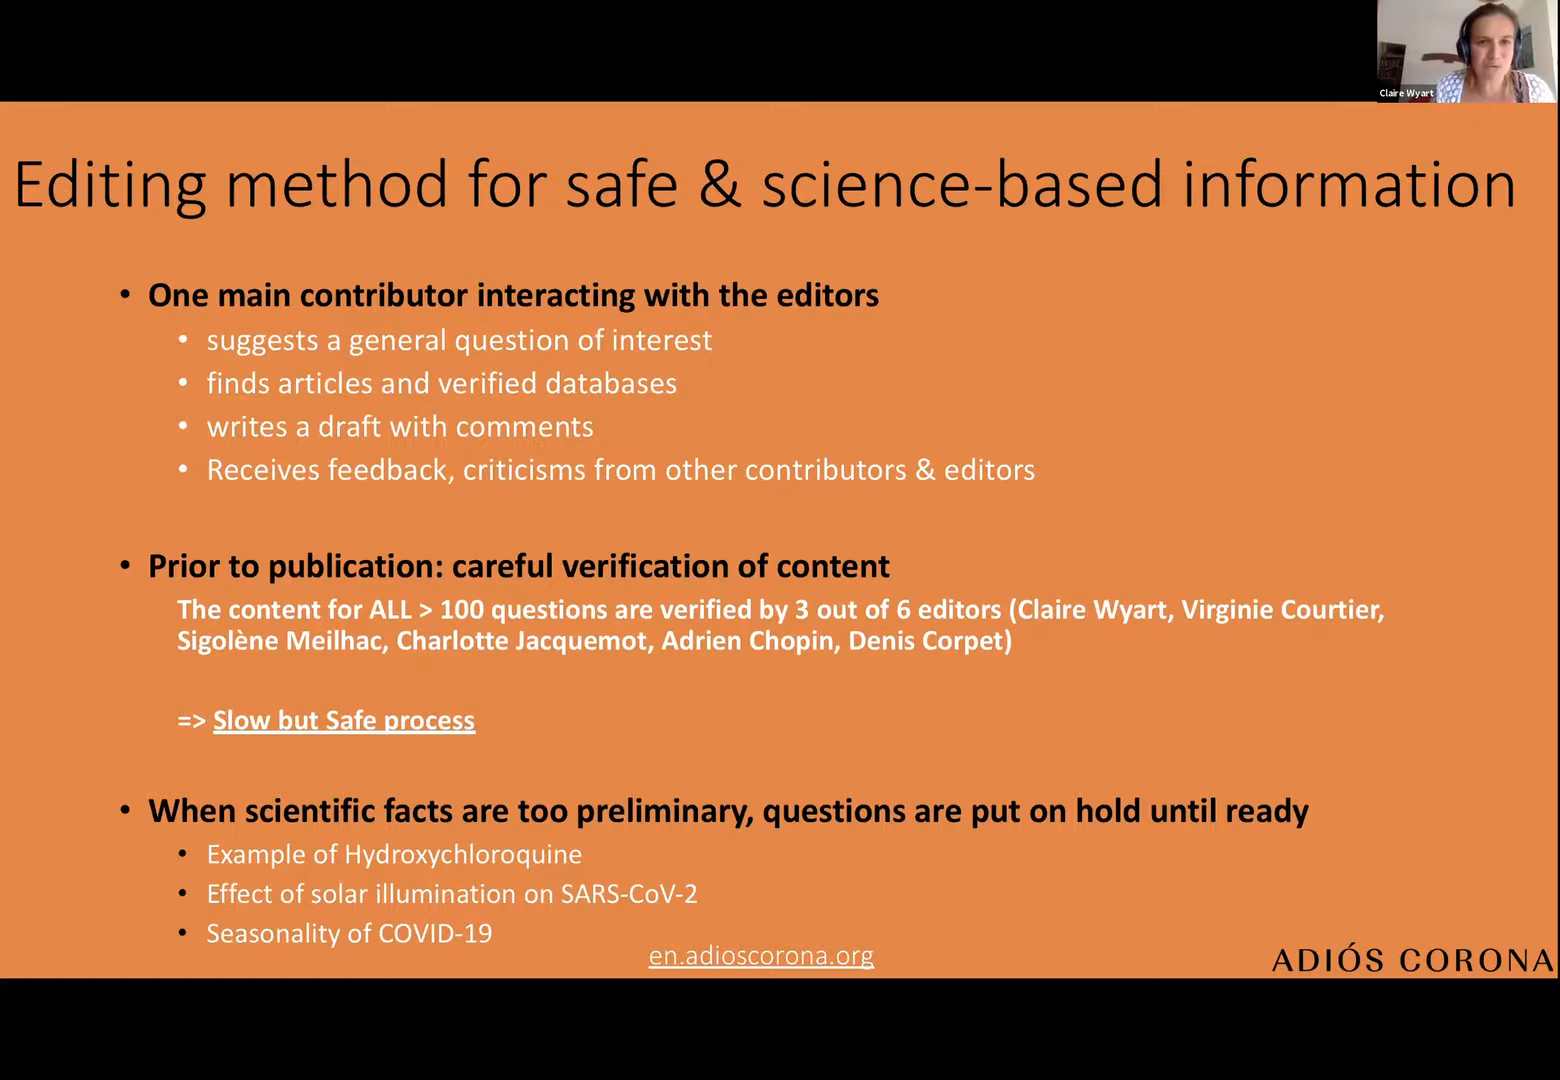 Claire Wyart
Editing method for safe & science-based information
• One main contributor interacting with the editors
• suggests a general question of interest
• finds articles and verified databases
• writes a draft with comments
• Receives feedback, criticisms from other contributors & editors
• Prior to publication: careful verification of content
The content for ALL > 100 questions are verified by 3 out of 6 editors (Claire Wyart, Virginie Courtier,
Sigolène Meilhac, Charlotte Jacquemot, Adrien Chopin, Denis Corpet)
=> Slow but Safe process
• When scientific facts are too preliminary, questions are put on hold until ready
• Example of Hydroxychloroquine
• Effect of solar illumination on SARS-CoV-2
• Seasonality of COVID-19
en.adioscorona.org
ADIÓS CORONA